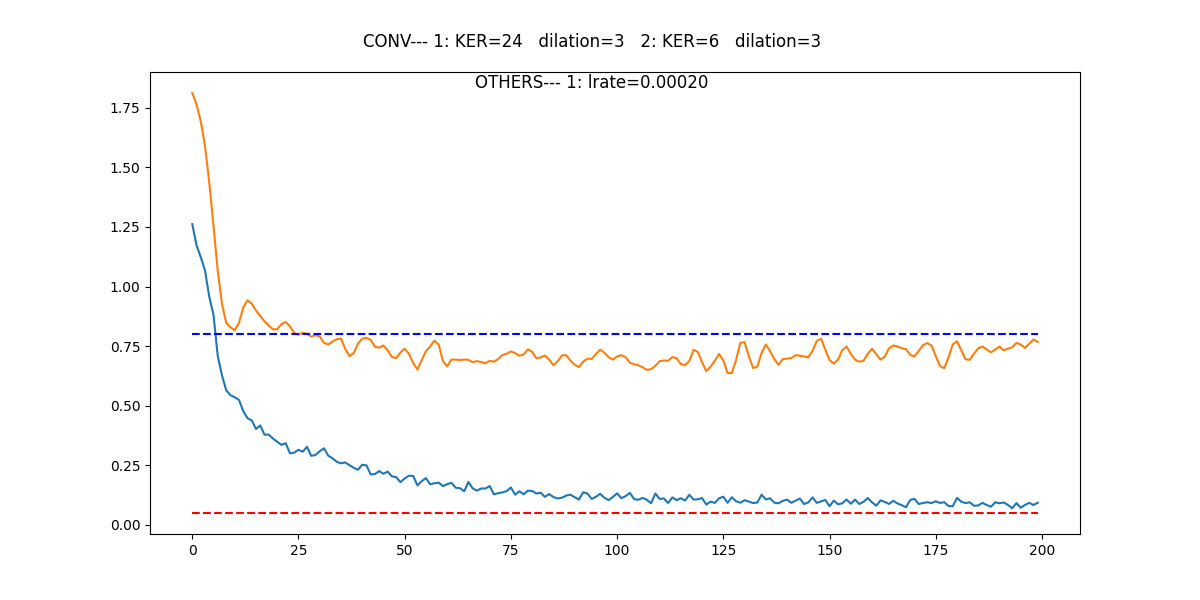 CONV--- 1: KER=24   dilation=3   2: KER=6   dilation=3
OTHERS--- 1: lrate=0.00020
1.75
1.50
1.25
1.00
0.75
0.50
0.25
0.00
0 25 50 75 100 125 150 175 200